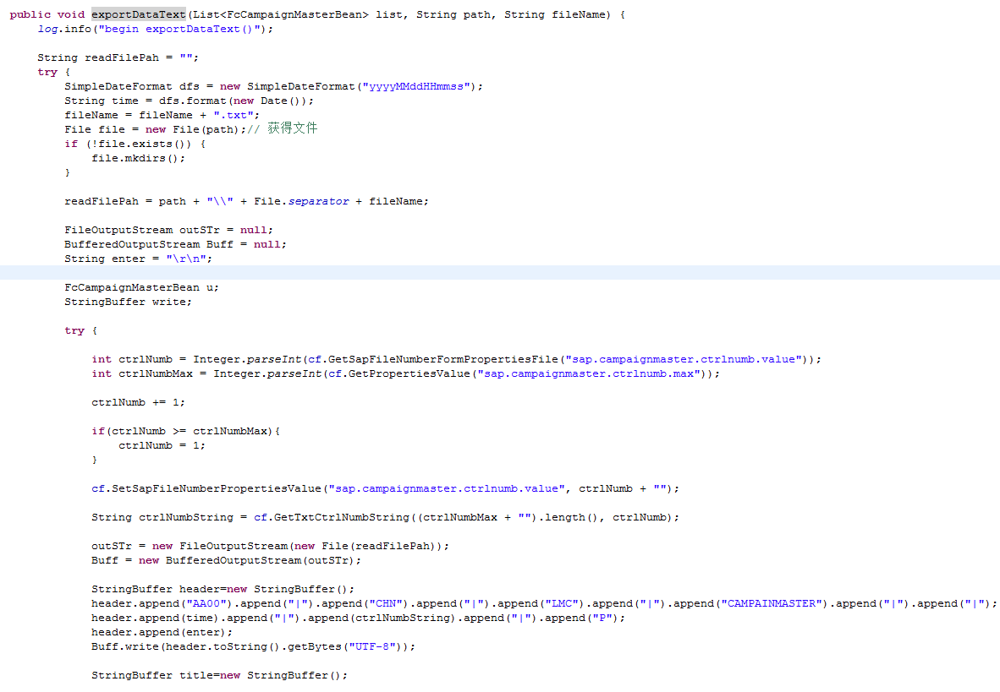 public void exportDataText(List<FcCampaignMasterBean> list, String path, String fileName) {
log.info("begin exportDataText()");
String readFilePah = "";
try {
SimpleDateFormat dfs = new SimpleDateFormat("yyyyMMddHHmmss");
String time = dfs.format(new Date());
fileName = fileName + ".txt";
File file = new File(path);// 获得文件
if (!file.exists()) {
file.mkdirs();
}
readFilePah = path + "\\" + File.separator + fileName;
FileOutputStream outSTr = null;
BufferedOutputStream Buff = null;
String enter = "\r\n";
FcCampaignMasterBean u;
StringBuffer write;
try {
int ctrlNumb = Integer.parseInt(cf.GetSapFileNumberFormPropertiesFile("sap.campaignmaster.ctrlnumb.value"));
int ctrlNumbMax = Integer.parseInt(cf.GetPropertiesValue("sap.campaignmaster.ctrlnumb.max"));
ctrlNumb += 1;
if(ctrlNumb >= ctrlNumbMax){
ctrlNumb = 1;
}
cf.SetSapFileNumberPropertiesValue("sap.campaignmaster.ctrlnumb.value", ctrlNumb + "");
String ctrlNumbString = cf.GetTxtCtrlNumbString((ctrlNumbMax + "").length(), ctrlNumb);
outSTr = new FileOutputStream(new File(readFilePah));
Buff = new BufferedOutputStream(outSTr);
StringBuffer header=new StringBuffer();
header.append("AA00").append("|").append("CHN").append("|").append("LMC").append("|").append("CAMPAINMASTER").append("|").append("|");
header.append(time).append("|").append(ctrlNumbString).append("|").append("P");
header.append(enter);
Buff.write(header.toString().getBytes("UTF-8"));
StringBuffer title=new StringBuffer();